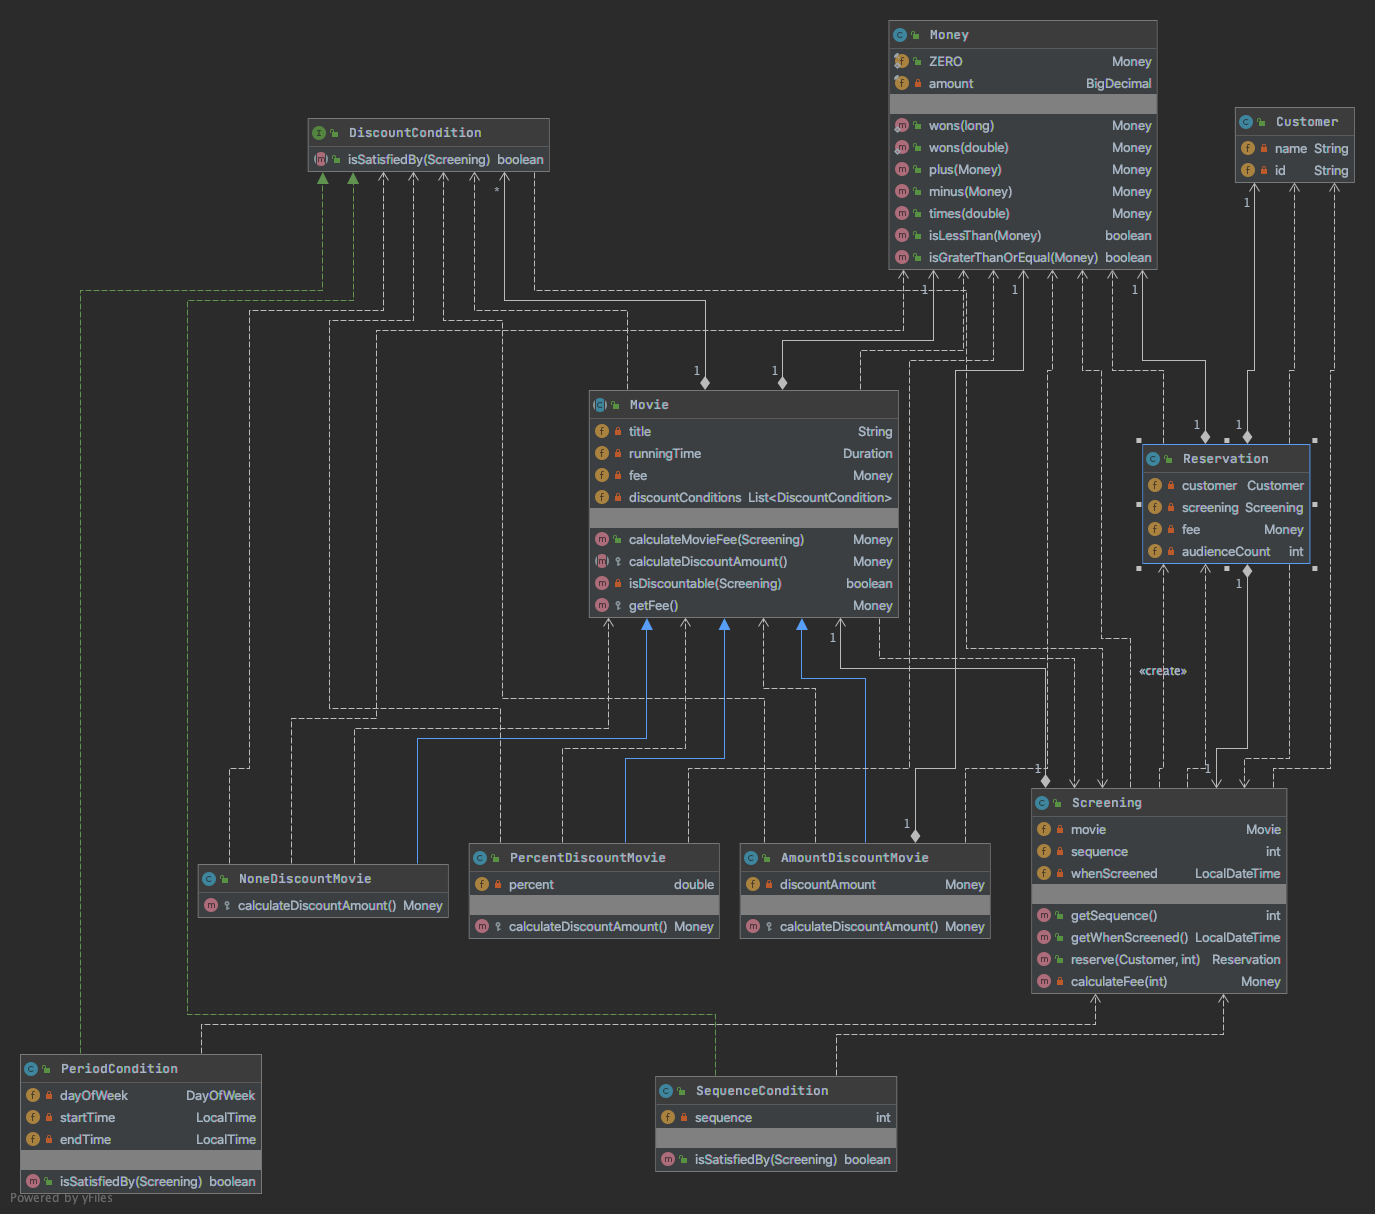 Money
ZERO Money
amount BigDecimal
wons(long) Money
wons(double) Money
plus(Money) Money
minus(Money) Money
times(double) Money
isLessThan(Money) boolean
isGraterThanOrEqual(Money) boolean
Customer
name String
id String
DiscountCondition
isSatisfiedBy(Screening) boolean
*
1
1
1
1
1
1
1
1
Movie
title String
runningTime Duration
fee Money
discountConditions List<DiscountCondition>
calculateMovieFee(Screening) Money
calculateDiscountAmount() Money
isDiscountable(Screening) boolean
getFee() Money
Reservation
customer Customer
screening Screening
fee Money
audienceCount int
1
1
«create»
1
1
1
Screening
movie Movie
sequence int
whenScreened LocalDateTime
getSequence() int
getWhenScreened() LocalDateTime
reserve(Customer, int) Reservation
calculateFee(int) Money
NoneDiscountMovie
calculateDiscountAmount() Money
PercentDiscountMovie
percent double
calculateDiscountAmount() Money
AmountDiscountMovie
discountAmount Money
calculateDiscountAmount() Money
PeriodCondition
dayOfWeek DayOfWeek
startTime LocalTime
endTime LocalTime
isSatisfiedBy(Screening) boolean
SequenceCondition
sequence int
isSatisfiedBy(Screening) boolean
Powered by yFiles